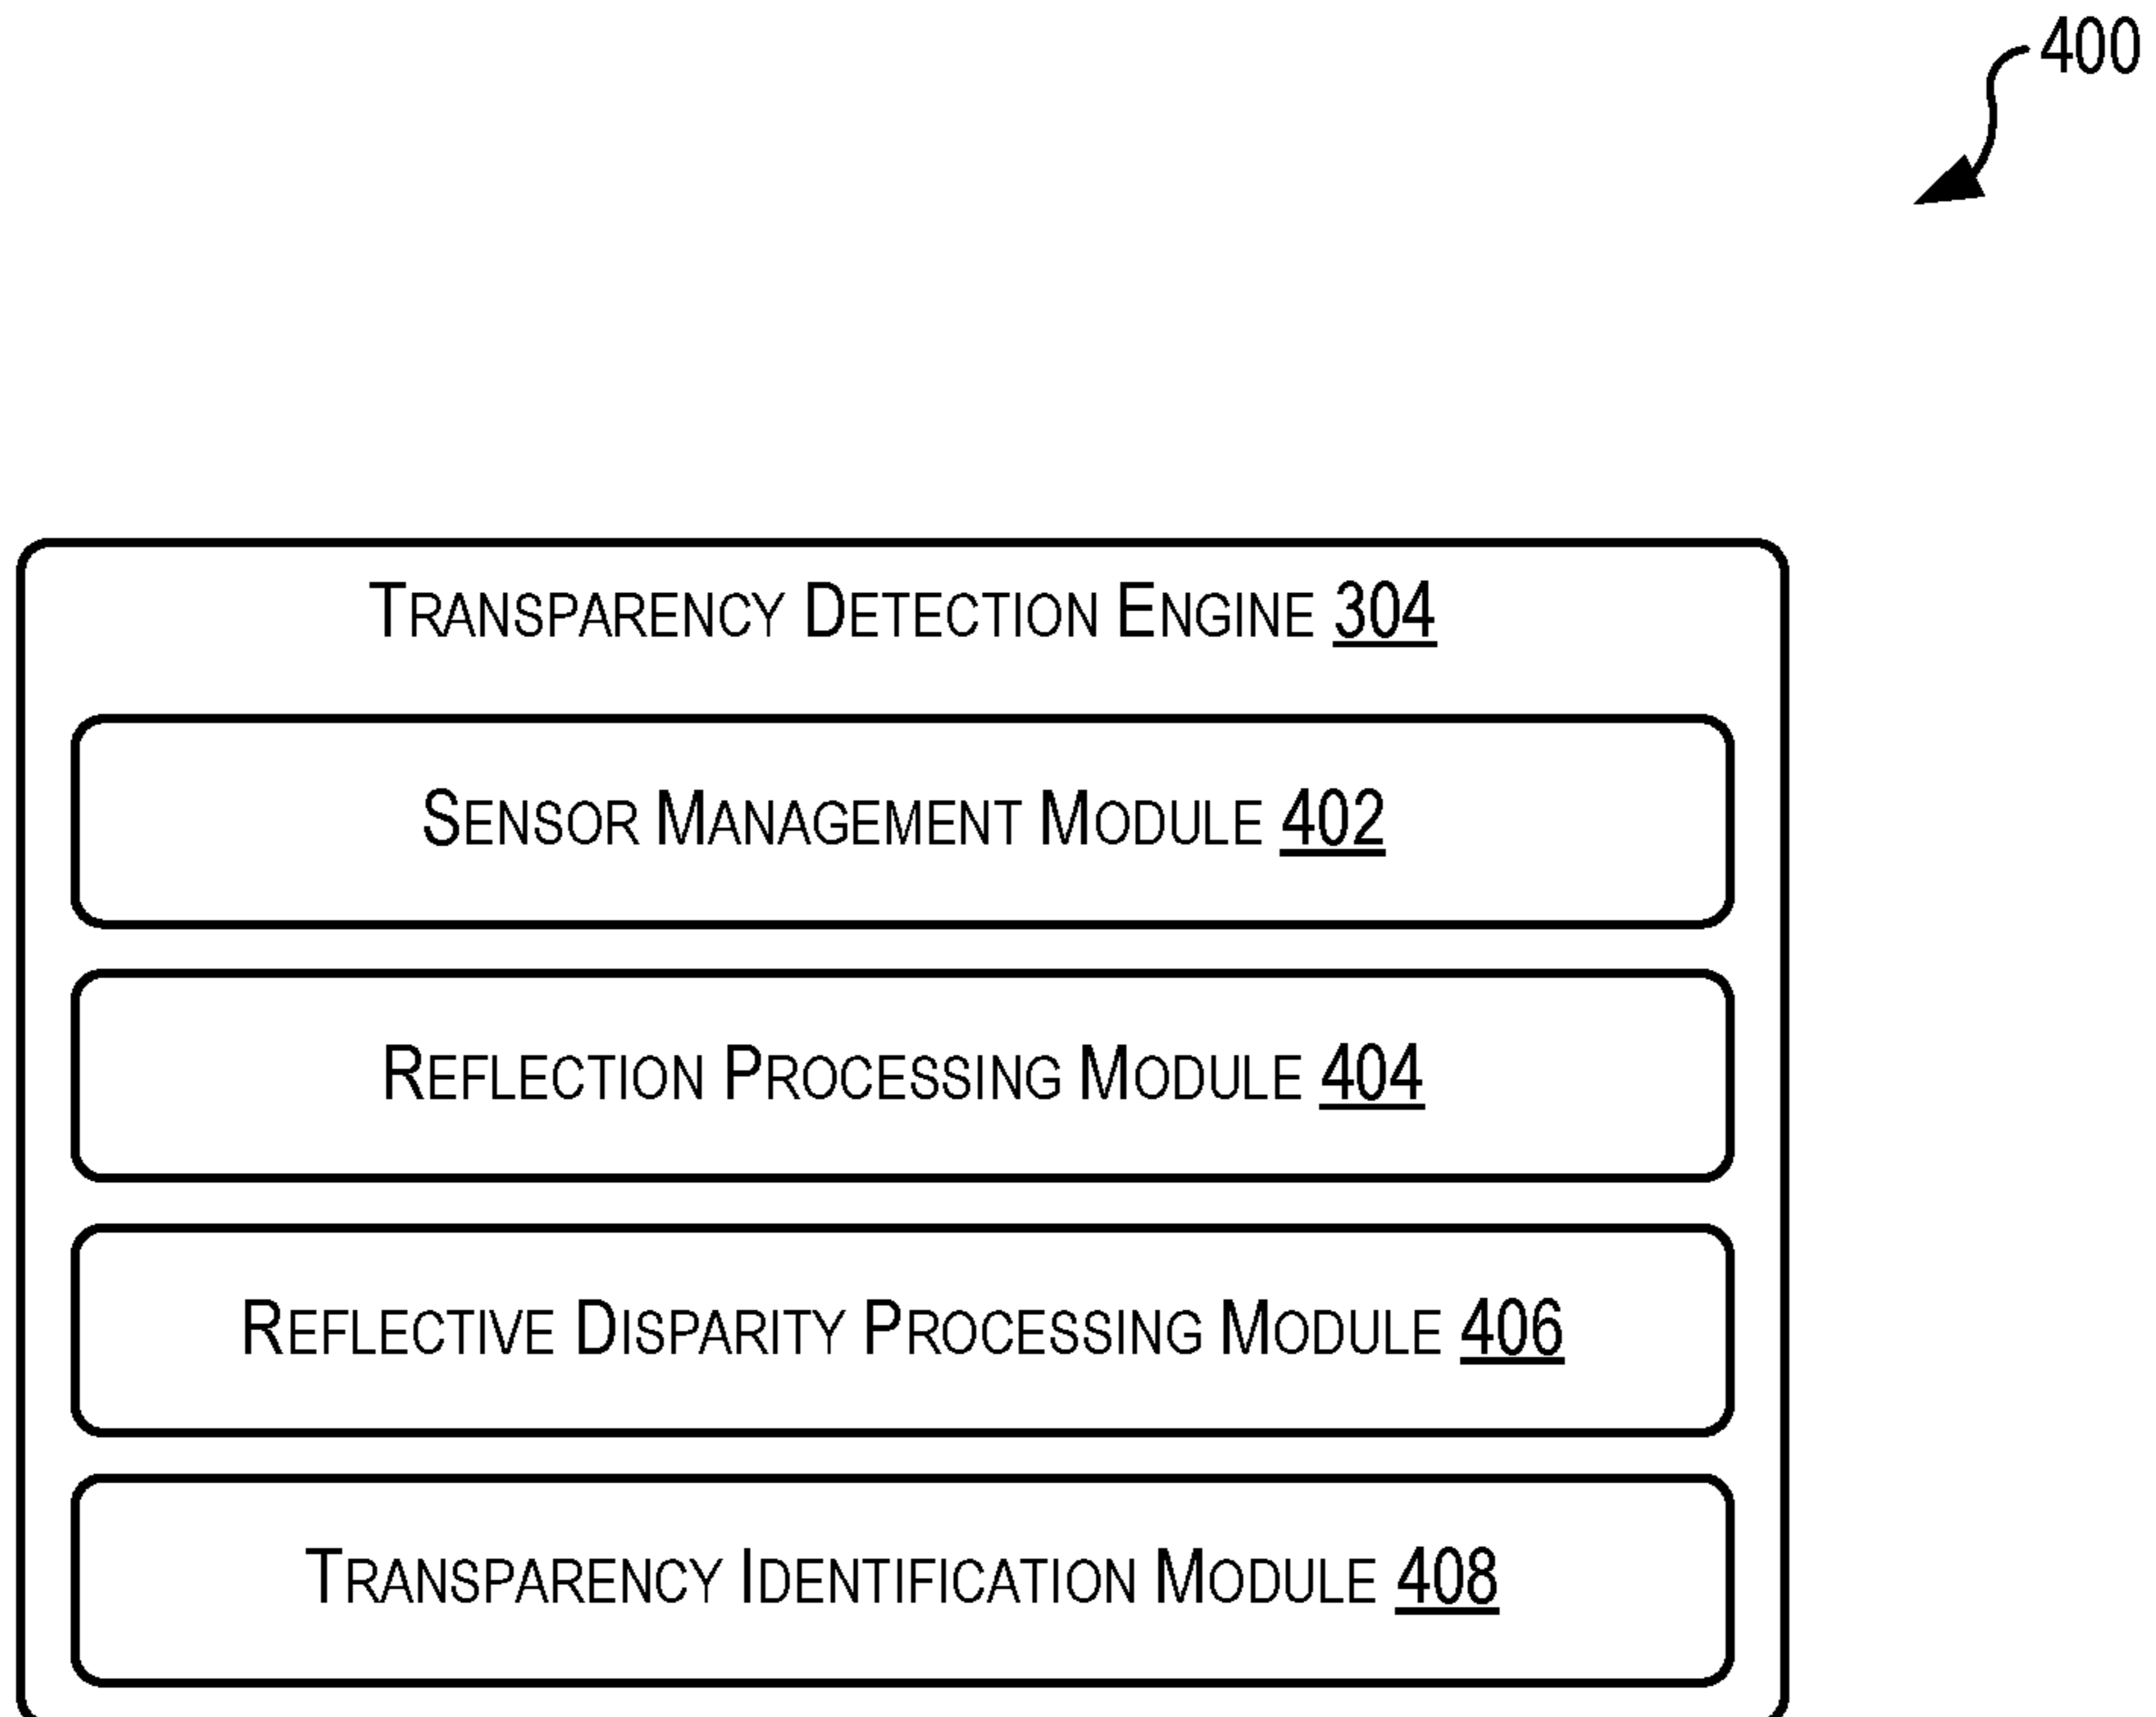 400
TRANSPARENCY DETECTION ENGINE 304
SENSOR MANAGEMENT MODULE 402
REFLECTION PROCESSING MODULE 404
REFLECTIVE DISPARITY PROCESSING MODULE 406
TRANSPARENCY IDENTIFICATION MODULE 408